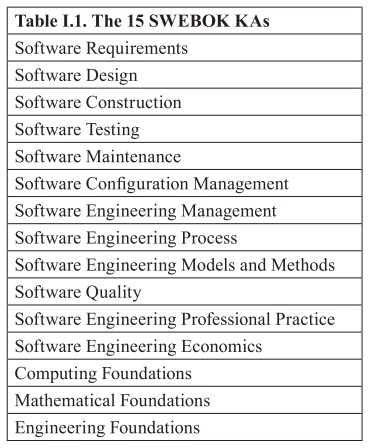 Table I.1. The 15 SWEBOK KAs
Software Requirements
Software Design
Software Construction
Software Testing
Software Maintenance
Software Configuration Management
Software Engineering Management
Software Engineering Process
Software Engineering Models and Methods
Software Quality
Software Engineering Professional Practice
Software Engineering Economics
Computing Foundations
Mathematical Foundations
Engineering Foundations